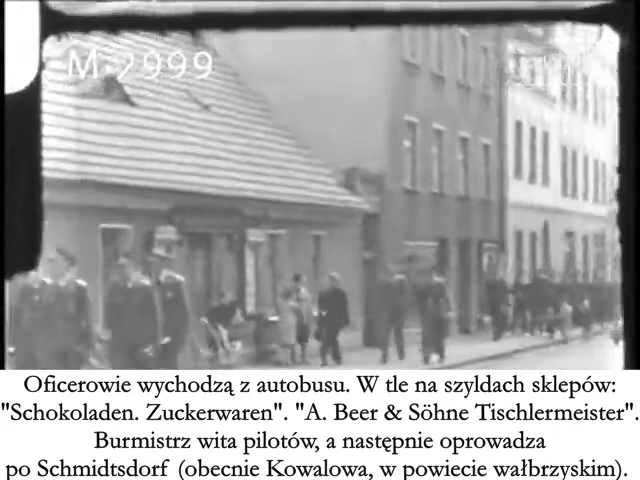 M-2999
Oficerowie wychodzą z autobusu. W tle na szyldach sklepów:
"Schokoladen. Zuckerwaren". "A. Beer & Söhne Tischlermeister".
Burmistrz wita pilotów, a następnie oprowadza
po Schmidtsdorf (obecnie Kowalowa, w powiecie wałbrzyskim).